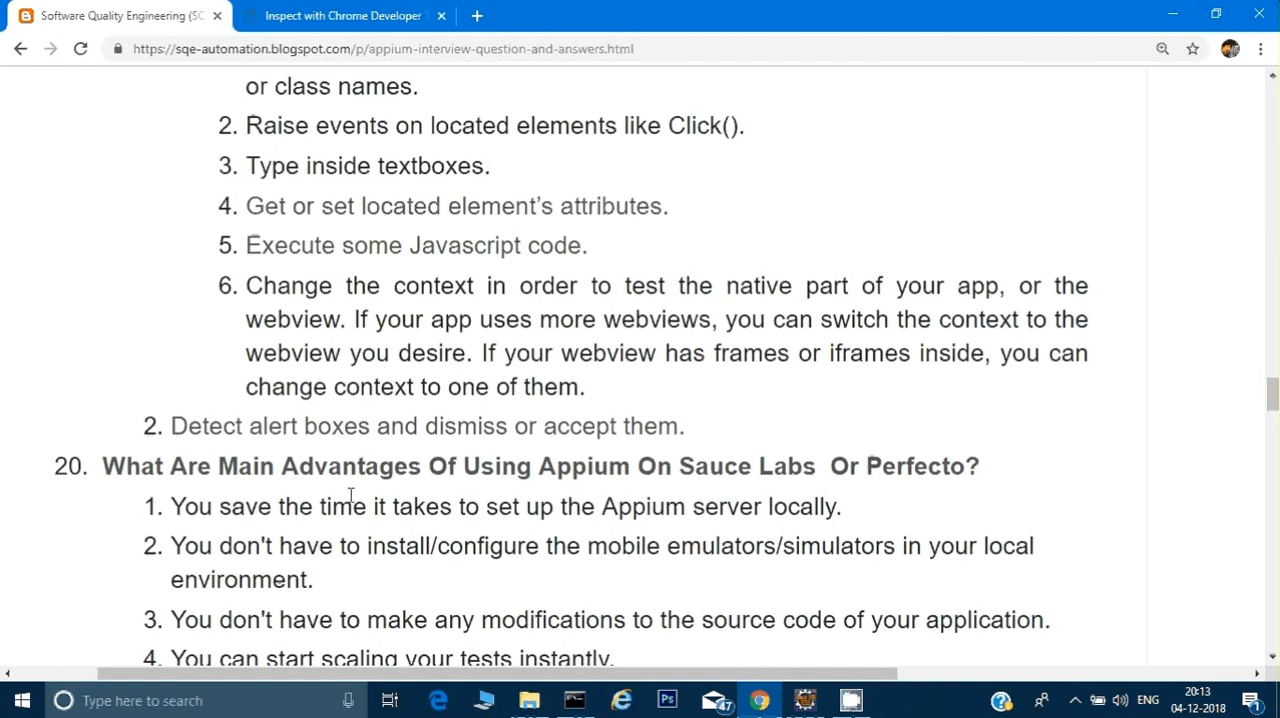 Software Quality Engineering (SC
Inspect with Chrome Developer
https://sqe-automation.blogspot.com/p/appium-interview-question-and-answers.html
or class names.
2. Raise events on located elements like Click().
3. Type inside textboxes.
4. Get or set located element’s attributes.
5. Execute some Javascript code.
6. Change the context in order to test the native part of your app, or the
webview. If your app uses more webviews, you can switch the context to the
webview you desire. If your webview has frames or iframes inside, you can
change context to one of them.
2. Detect alert boxes and dismiss or accept them.
20. What Are Main Advantages Of Using Appium On Sauce Labs Or Perfecto?
1. You save the time it takes to set up the Appium server locally.
2. You don't have to install/configure the mobile emulators/simulators in your local
environment.
3. You don't have to make any modifications to the source code of your application.
4. You can start scaling your tests instantly.
Type here to search
Ps
47
ENG
20:13
04-12-2018
1